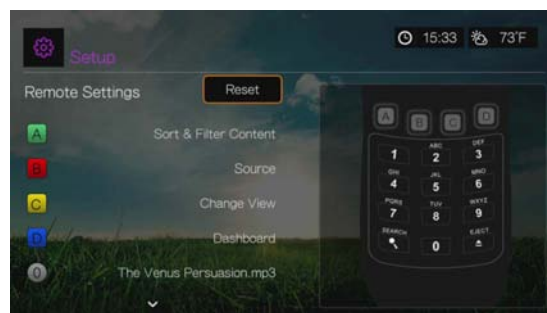 Setup
15:33 73°F
Remote Settings
Reset
A Sort & Filter Content
B Source
C Change View
D Dashboard
0 The Venus Persuasion.mp3
A B C D
ABC DEF
1 2 3
GHI JKL MNO
4 5 6
PQRS TUV WXYZ
7 8 9
SEARCH EJECT
0